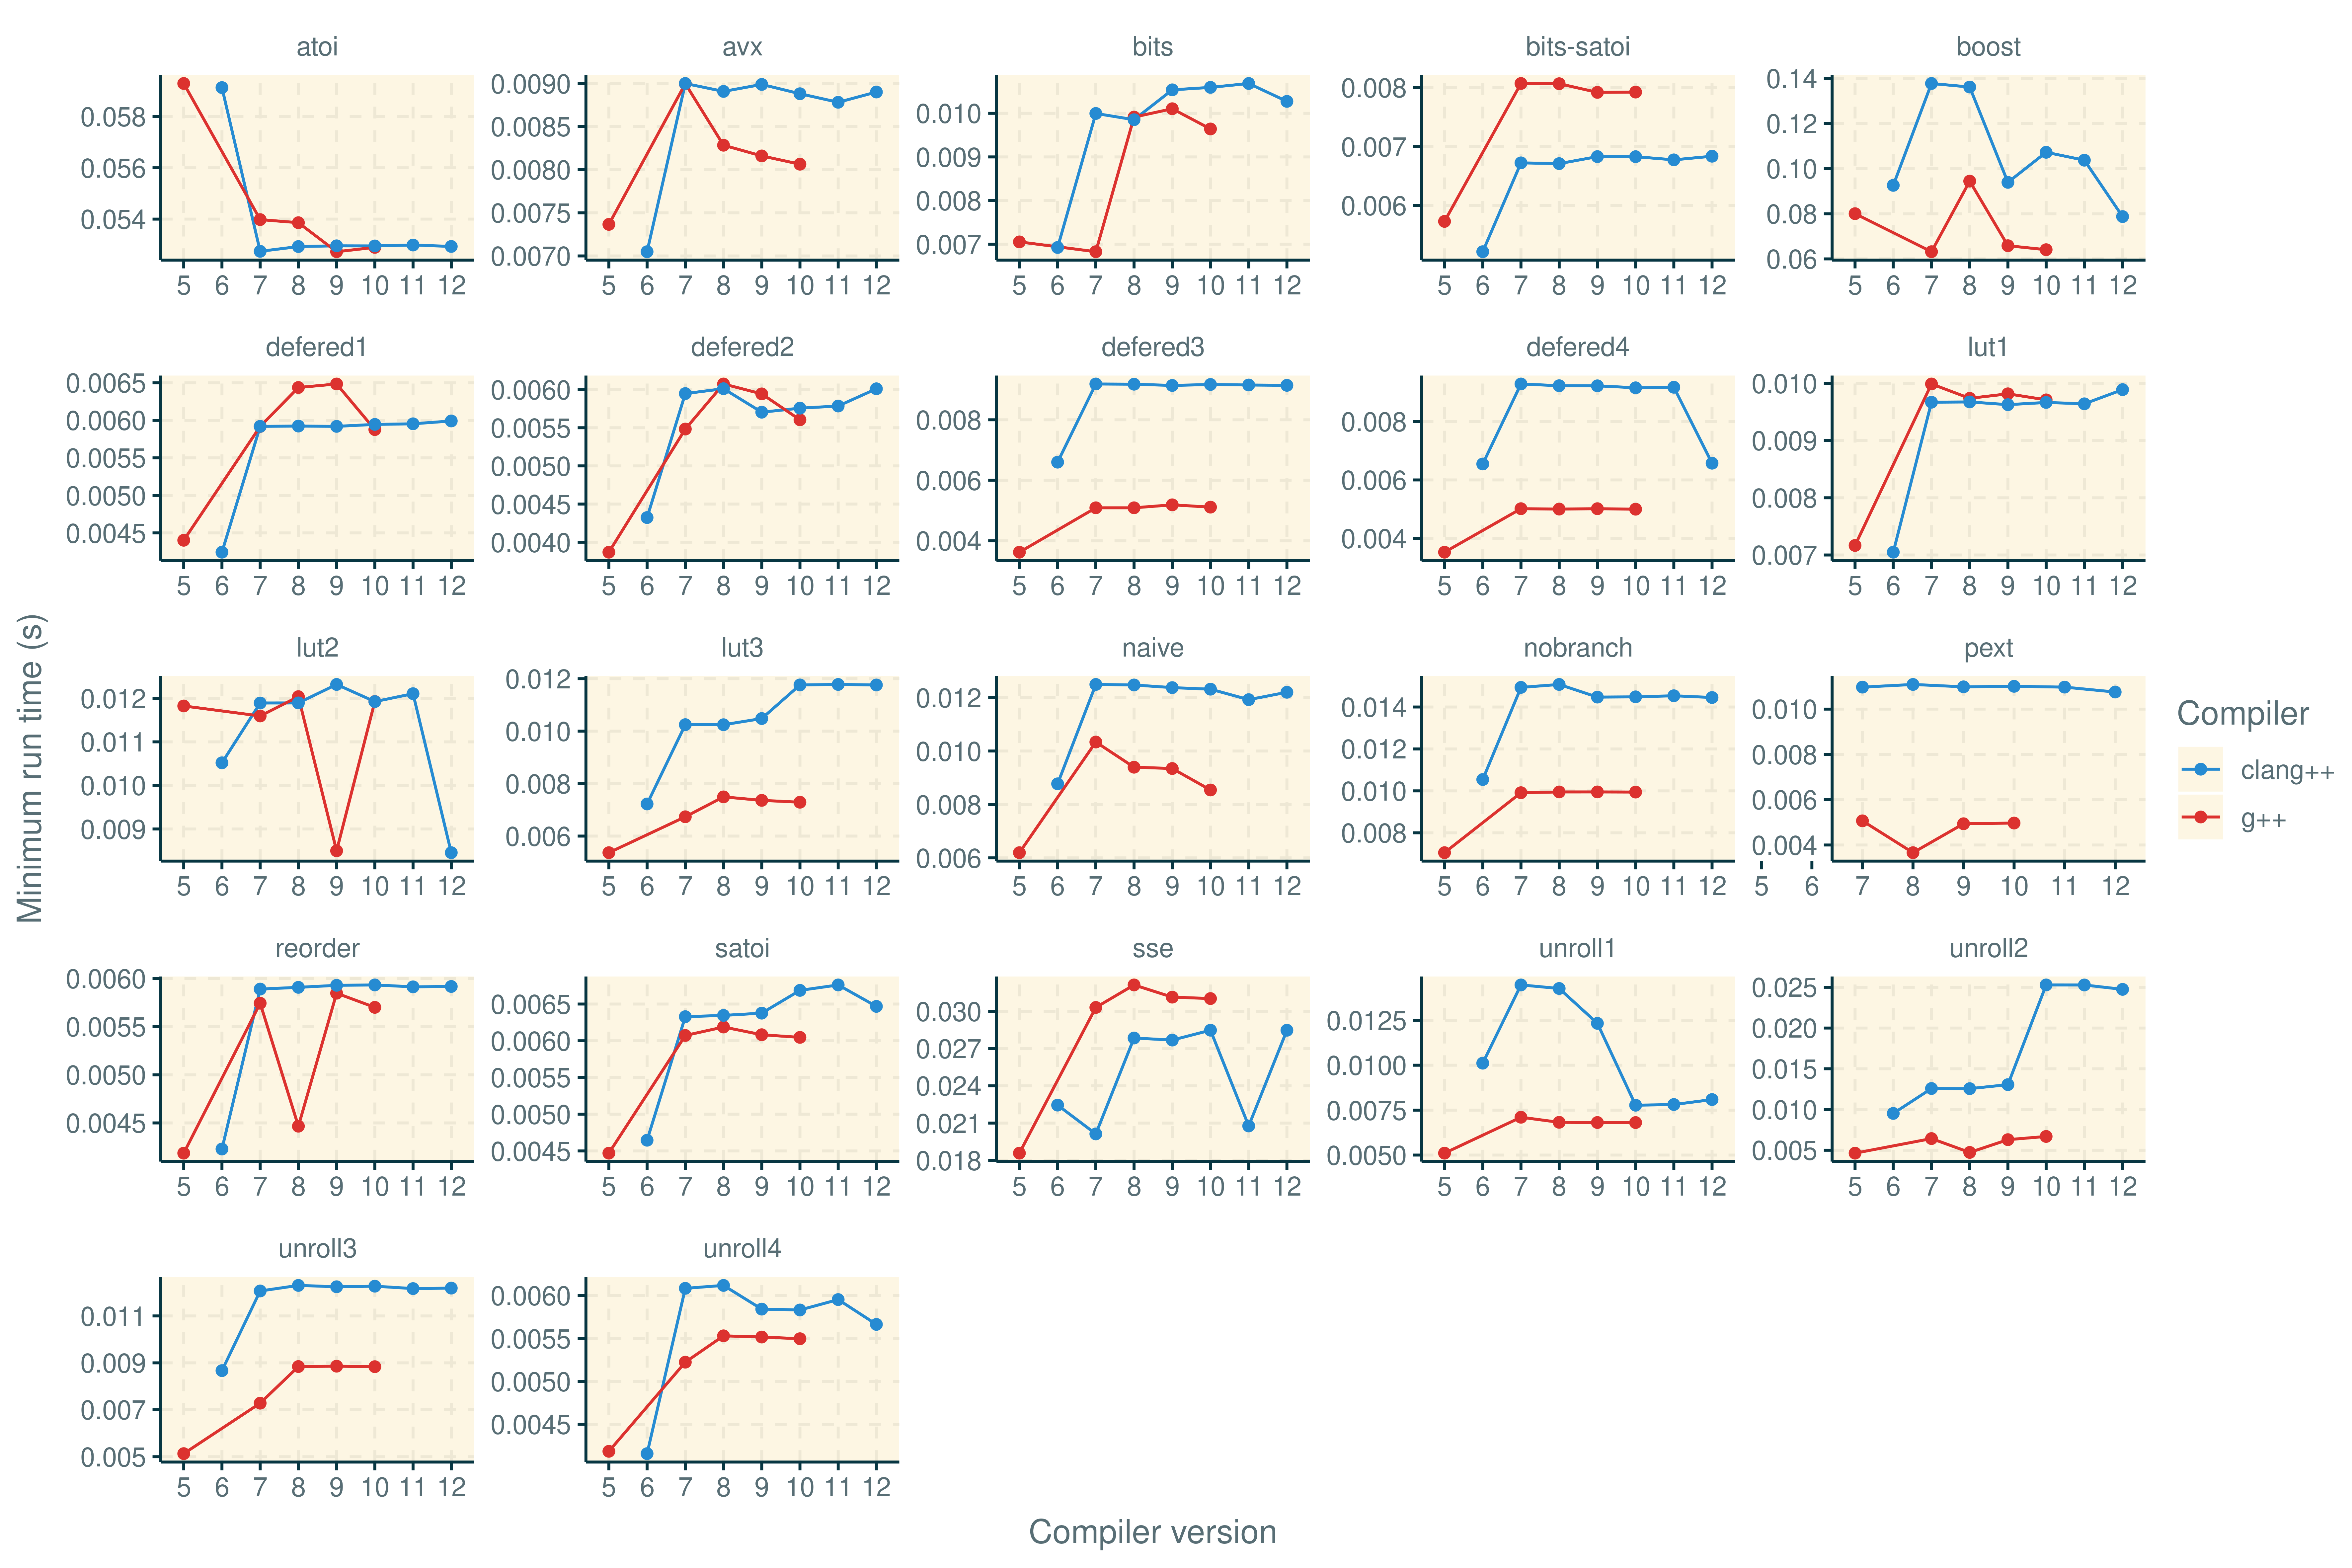 atoi
0.058
0.056
0.054
5 6 7 8 9 10 11 12
avx
0.0090
0.0085
0.0080
0.0075
0.0070
5 6 7 8 9 10 11 12
bits
0.010
0.009
0.008
0.007
5 6 7 8 9 10 11 12
bits-satoi
0.008
0.007
0.006
5 6 7 8 9 10 11 12
boost
0.14
0.12
0.10
0.08
0.06
5 6 7 8 9 10 11 12
defered1
0.0065
0.0060
0.0055
0.0050
0.0045
5 6 7 8 9 10 11 12
defered2
0.0060
0.0055
0.0050
0.0045
0.0040
5 6 7 8 9 10 11 12
defered3
0.008
0.006
0.004
5 6 7 8 9 10 11 12
defered4
0.008
0.006
0.004
5 6 7 8 9 10 11 12
lut1
0.010
0.009
0.008
0.007
5 6 7 8 9 10 11 12
lut2
0.012
0.011
0.010
0.009
5 6 7 8 9 10 11 12
lut3
0.012
0.010
0.008
0.006
5 6 7 8 9 10 11 12
naive
0.012
0.010
0.008
0.006
5 6 7 8 9 10 11 12
nobranch
0.014
0.012
0.010
0.008
5 6 7 8 9 10 11 12
pext
0.010
0.008
0.006
0.004
5 6 7 8 9 10 11 12
reorder
0.0060
0.0055
0.0050
0.0045
5 6 7 8 9 10 11 12
satoi
0.0065
0.0060
0.0055
0.0050
0.0045
5 6 7 8 9 10 11 12
sse
0.030
0.027
0.024
0.021
0.018
5 6 7 8 9 10 11 12
unroll1
0.0125
0.0100
0.0075
0.0050
5 6 7 8 9 10 11 12
unroll2
0.025
0.020
0.015
0.010
0.005
5 6 7 8 9 10 11 12
unroll3
0.011
0.009
0.007
0.005
5 6 7 8 9 10 11 12
unroll4
0.0060
0.0055
0.0050
0.0045
5 6 7 8 9 10 11 12
Minimum run time (s)
Compiler version
Compiler
clang++
g++